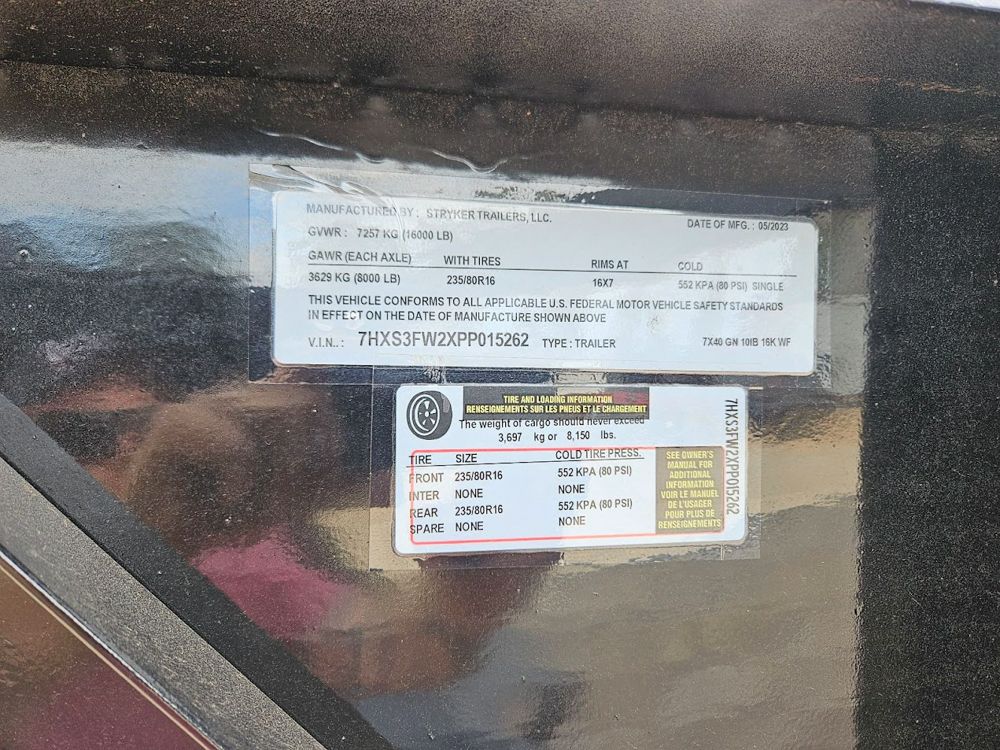 MANUFACTURED BY : STRYKER TRAILERS, LLC. DATE OF MFG. : 05/2023
GVWR : 7257 KG (16000 LB)
GAWR (EACH AXLE) WITH TIRES RIMS AT COLD
3629 KG (8000 LB) 235/80R16 16X7 552 KPA (80 PSI) SINGLE
THIS VEHICLE CONFORMS TO ALL APPLICABLE U.S. FEDERAL MOTOR VEHICLE SAFETY STANDARDS
IN EFFECT ON THE DATE OF MANUFACTURE SHOWN ABOVE
V.I.N.. : 7HXS3FW2XPP015262 TYPE : TRAILER 7X40 GN 10IB 16K WF
TIRE AND LOADING INFORMATION
RENSEIGNEMENTS SUR LES PNEUS ET LE CHARGEMENT
The weight of cargo should never exceed
3,697 kg or 8,150 lbs.
TIRE SIZE COLD TIRE PRESS.
FRONT 235/80R16 552 KPA (80 PSI)
INTER NONE NONE
REAR 235/80R16 552 KPA (80 PSI)
SPARE NONE NONE
SEE OWNER'S
MANUAL FOR
ADDITIONAL
INFORMATION
VOIR LE MANUEL
DE L'USAGER
POUR PLUS DE
RENSEIGNEMENTS
7HXS3FW2XPP015262